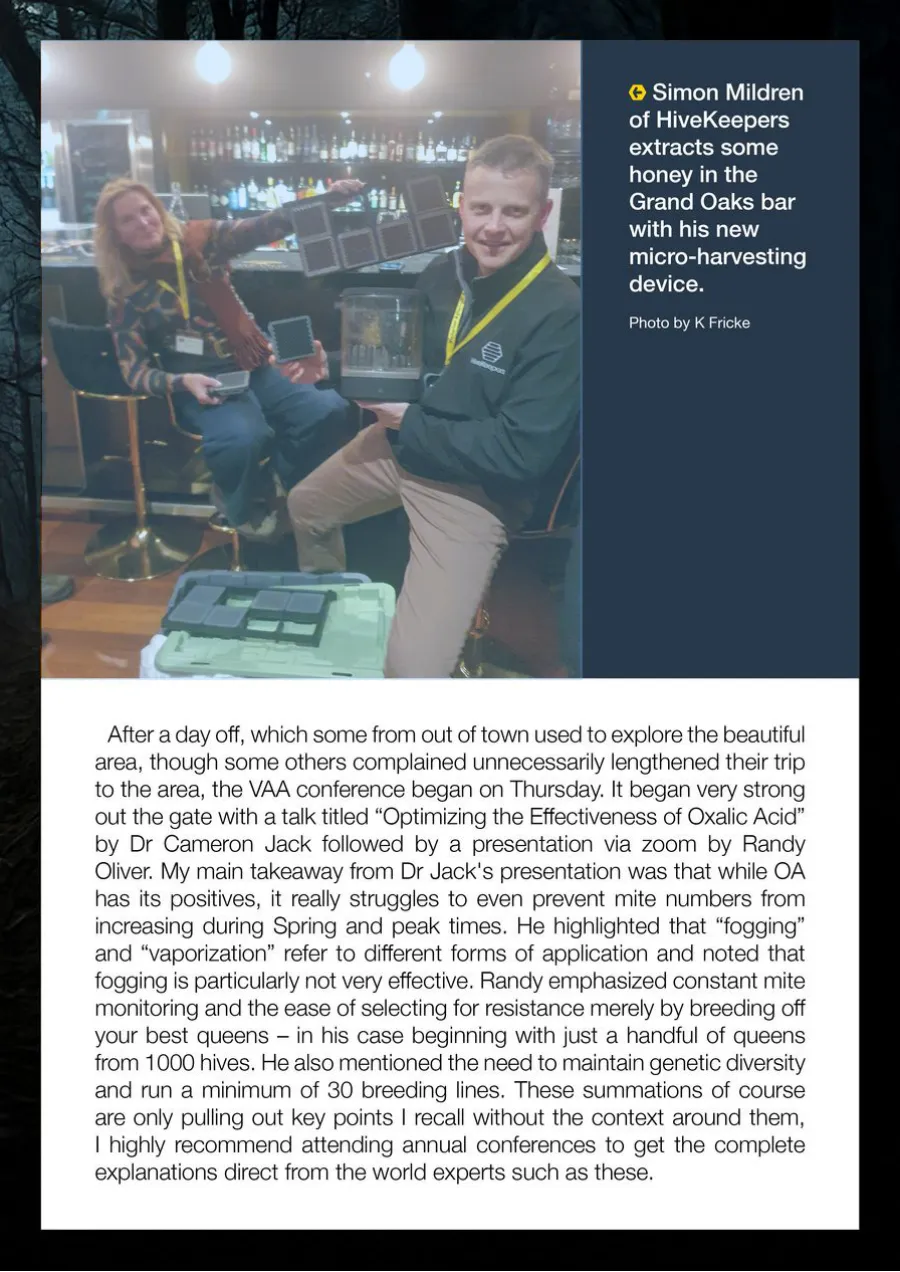 Simon Mildren
of HiveKeepers
extracts some
honey in the
Grand Oaks bar
with his new
micro-harvesting
device.
Photo by K Fricke
After a day off, which some from out of town used to explore the beautiful
area, though some others complained unnecessarily lengthened their trip
to the area, the VAA conference began on Thursday. It began very strong
out the gate with a talk titled “Optimizing the Effectiveness of Oxalic Acid”
by Dr Cameron Jack followed by a presentation via zoom by Randy
Oliver. My main takeaway from Dr Jack's presentation was that while OA
has its positives, it really struggles to even prevent mite numbers from
increasing during Spring and peak times. He highlighted that “fogging”
and “vaporization” refer to different forms of application and noted that
fogging is particularly not very effective. Randy emphasized constant mite
monitoring and the ease of selecting for resistance merely by breeding off
your best queens – in his case beginning with just a handful of queens
from 1000 hives. He also mentioned the need to maintain genetic diversity
and run a minimum of 30 breeding lines. These summations of course
are only pulling out key points I recall without the context around them,
I highly recommend attending annual conferences to get the complete
explanations direct from the world experts such as these.